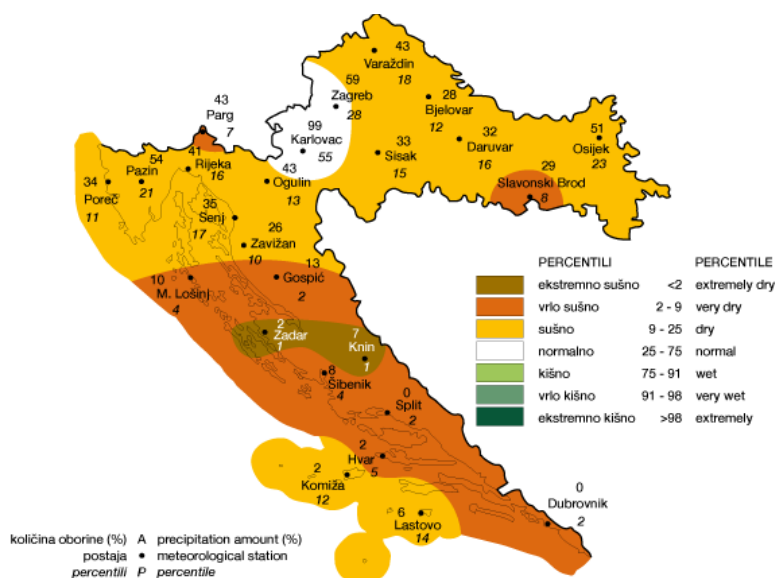 43
Varaždin
18
59
Zagreb
28
28
Bjelovar
12
43
Parg
7
99
Karlovac
55
33
Sisak
15
32
Daruvar
16
51
Osijek
23
29
Slavonski Brod
8
41
Rijeka
16
54
Pazin
21
34
Poreč
11
43
Ogulin
13
35
Senj
17
26
Zavižan
10
13
Gospić
2
10
M. Lošinj
4
2
Zadar
1
7
Knin
1
8
Šibenik
4
0
Split
2
2
Hvar
5
2
Komiža
12
6
Lastovo
14
0
Dubrovnik
2
PERCENTILI PERCENTILE
ekstremno sušno <2 extremely dry
vrlo sušno 2 - 9 very dry
sušno 9 - 25 dry
normalno 25 - 75 normal
kišno 75 - 91 wet
vrlo kišno 91 - 98 very wet
ekstremno kišno >98 extremely
količina oborine (%) A precipitation amount (%)
postaja • meteorological station
percentili P percentile